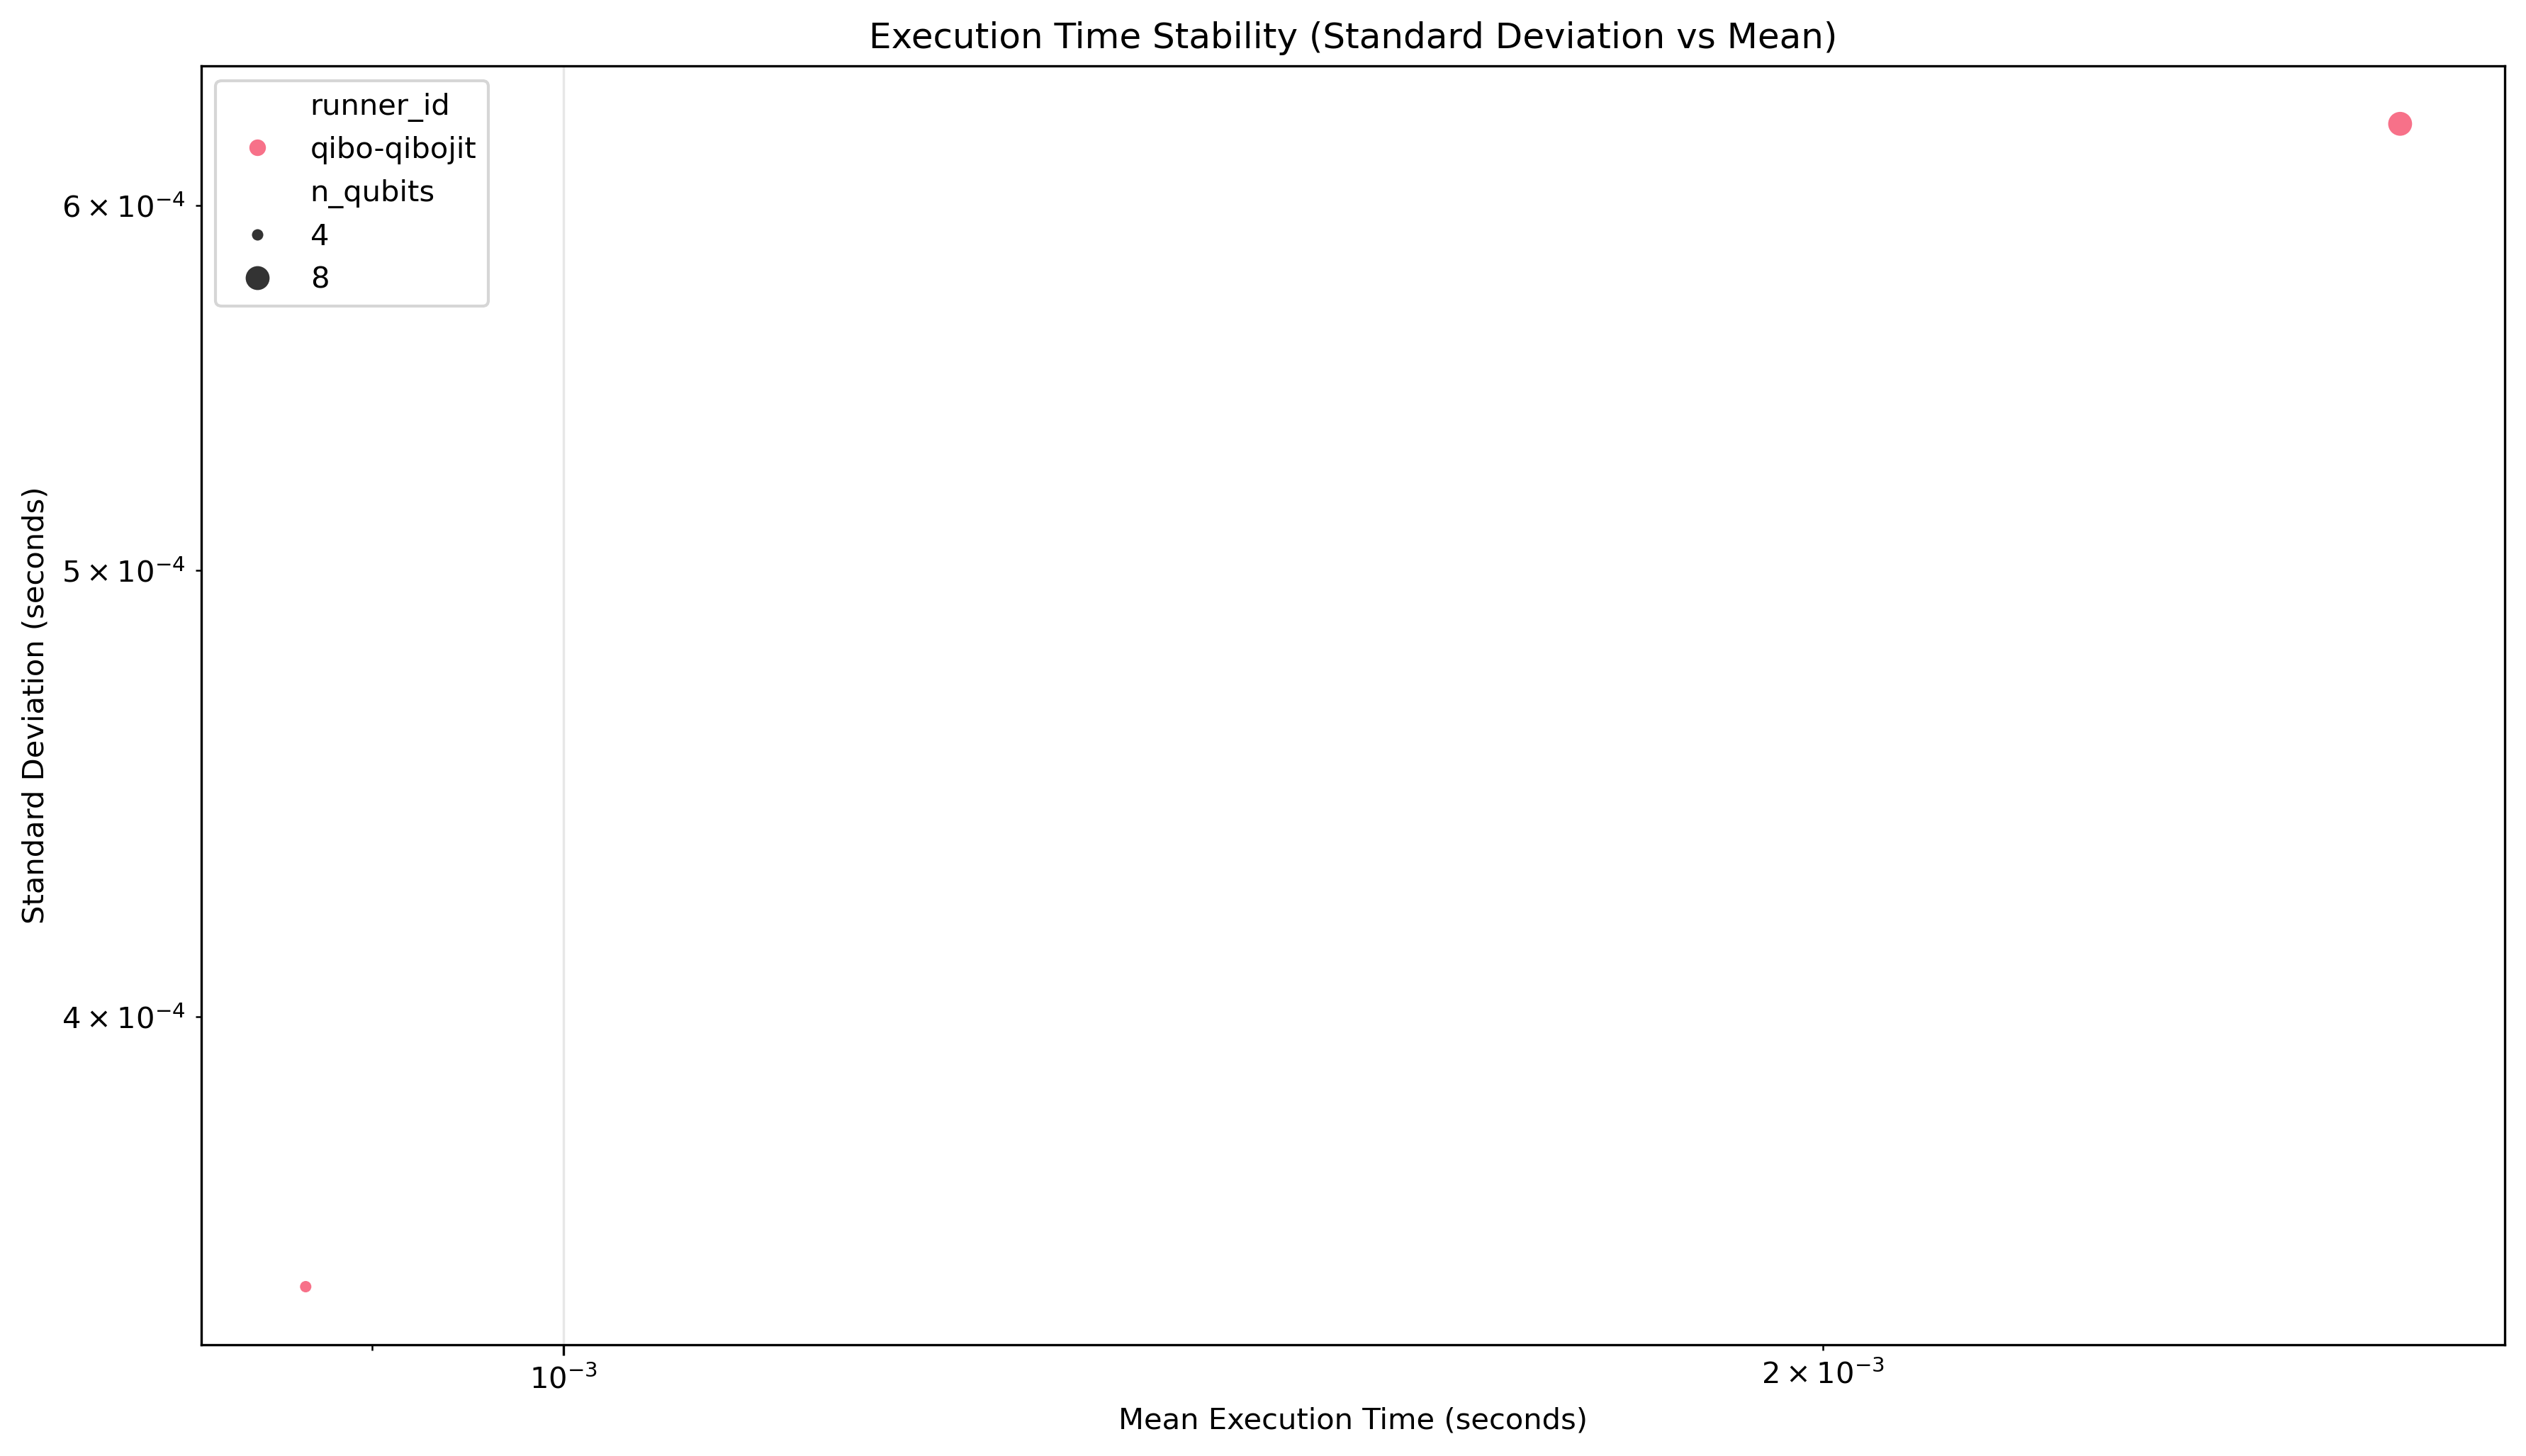 Execution Time Stability (Standard Deviation vs Mean)
runner_id
qibo-qibojit
n_qubits
4
8
6 × 10⁻⁴
5 × 10⁻⁴
4 × 10⁻⁴
Standard Deviation (seconds)
10⁻³
2 × 10⁻³
Mean Execution Time (seconds)